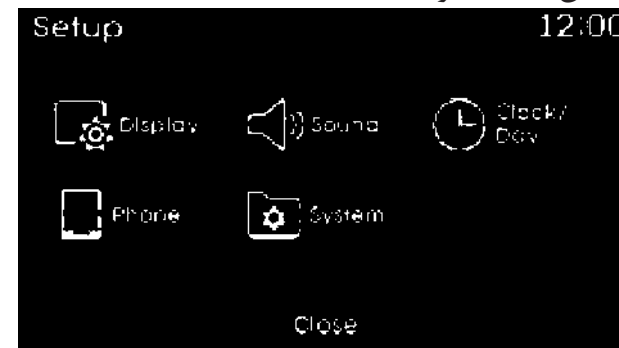 Setup 12:00
Display Sound Clock/
Day
Phone System
Close